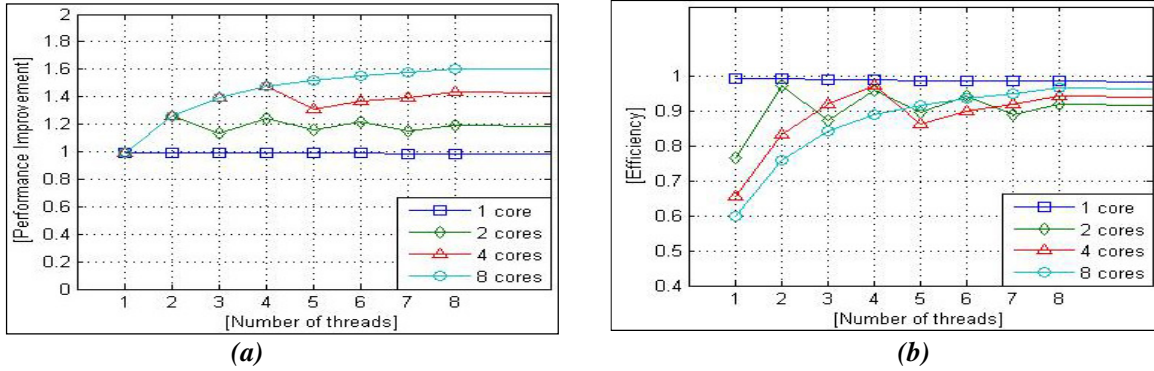 2
1.8
1.6
1.4
1.2
1
0.8
0.6
0.4
0.2
0
[Performance Improvement]
1 core
2 cores
4 cores
8 cores
1 2 3 4 5 6 7 8
[Number of threads]
(a)
1
0.9
0.8
0.7
0.6
0.5
0.4
[Efficiency]
1 core
2 cores
4 cores
8 cores
1 2 3 4 5 6 7 8
[Number of threads]
(b)